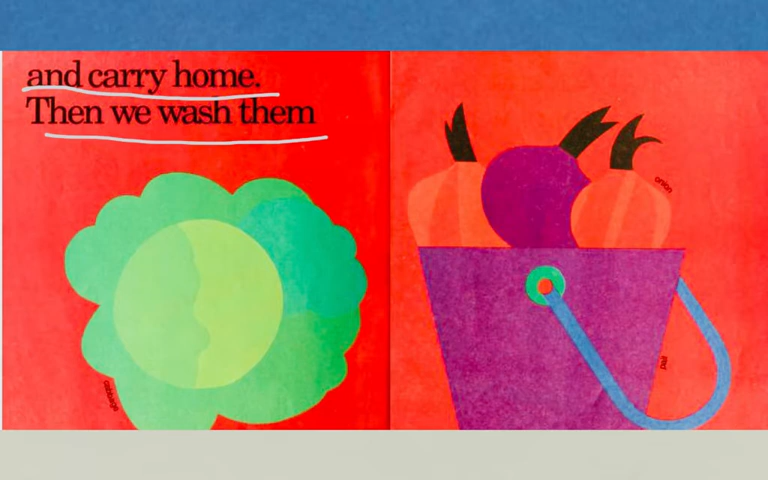 and carry home.
Then we wash them
cabbage
onion
pail